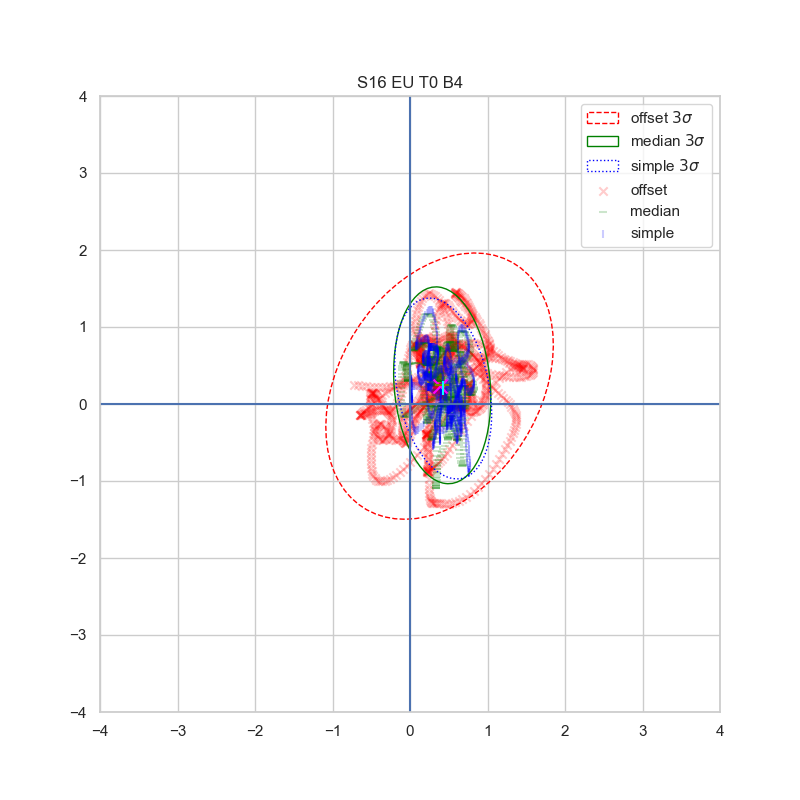 S16 EU T0 B4
offset 3σ
median 3σ
simple 3σ
offset
median
simple
4
3
2
1
0
−1
−2
−3
−4
−4 −3 −2 −1 0 1 2 3 4